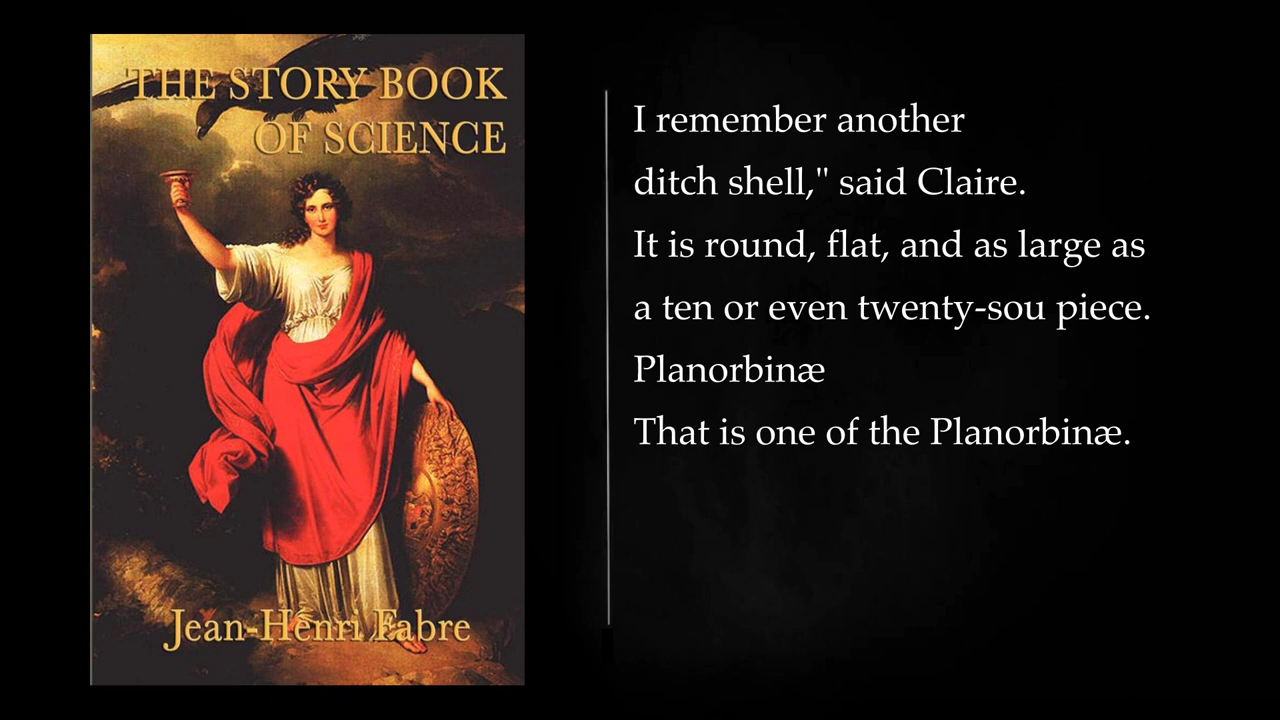 THE STORY BOOK
OF SCIENCE
Jean-Henri Fabre
I remember another
ditch shell," said Claire.
It is round, flat, and as large as
a ten or even twenty-sou piece.
Planorbinæ
That is one of the Planorbinæ.